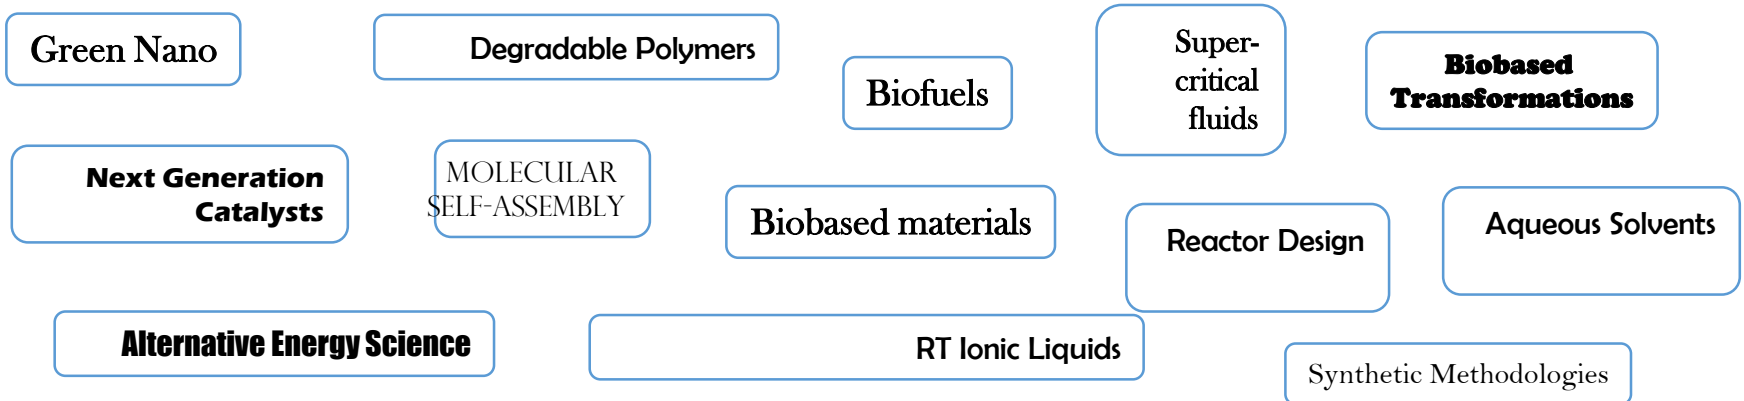 Green Nano
Degradable Polymers
Biofuels
Super-
critical
fluids
Biobased
Transformations
Next Generation
Catalysts
MOLECULAR
SELF-ASSEMBLY
Biobased materials
Reactor Design
Aqueous Solvents
Alternative Energy Science
RT Ionic Liquids
Synthetic Methodologies